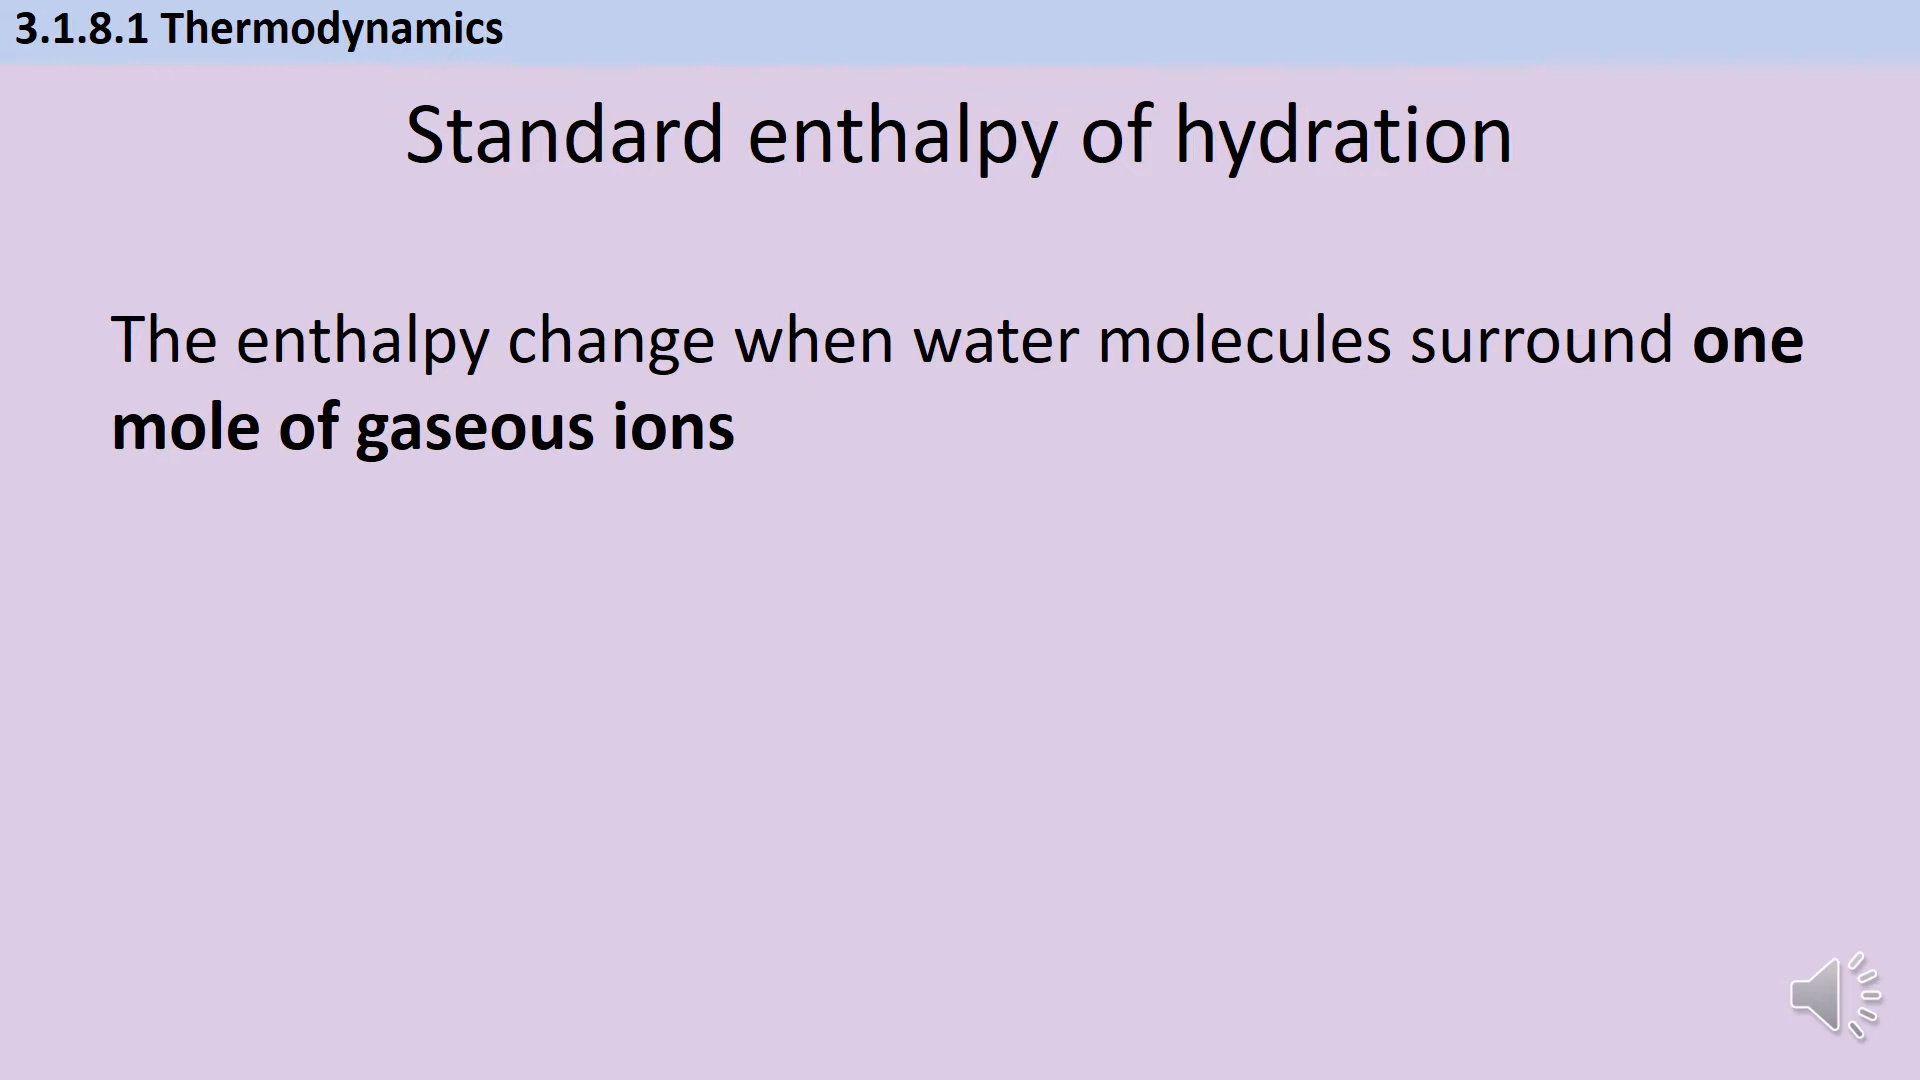 3.1.8.1 Thermodynamics
Standard enthalpy of hydration
The enthalpy change when water molecules surround one
mole of gaseous ions